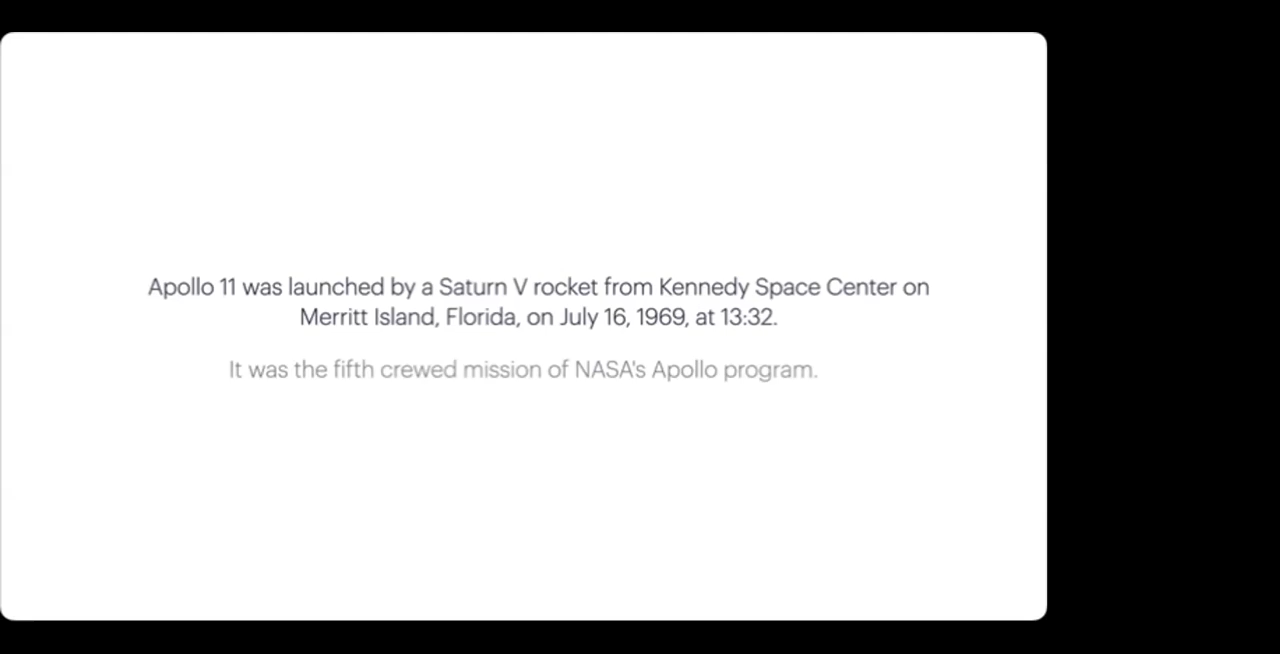 Apollo 11 was launched by a Saturn V rocket from Kennedy Space Center on
Merritt Island, Florida, on July 16, 1969, at 13:32.
It was the fifth crewed mission of NASA's Apollo program.